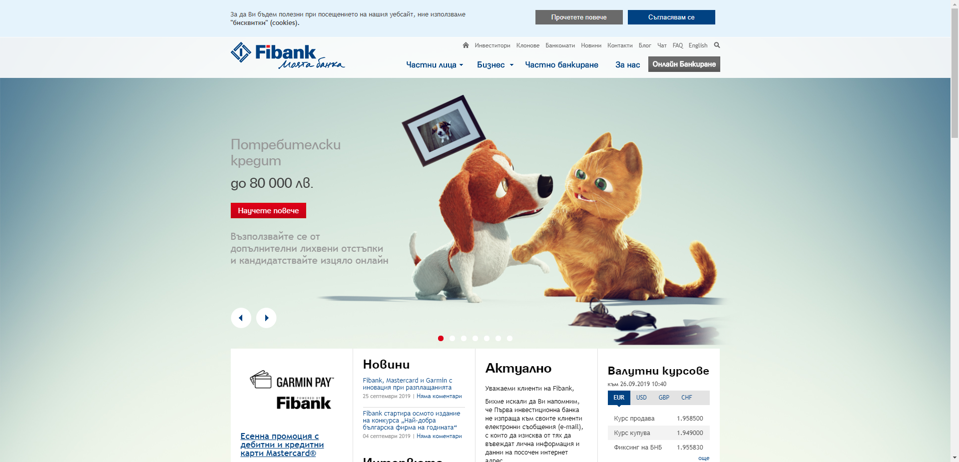 За да Ви бъдем полезни при посещението на нашия уебсайт, ние използваме
"бисквитки" (cookies).
Прочетете повече
Съгласявам се
Fibank
Моята банка
Инвеститори Клонове Банкомати Новини Контакти Блог Чат FAQ English
Частни лица Бизнес Частно банкиране За нас Онлайн Банкиране
Потребителски
кредит
до 80 000 лв.
Научете повече
Възползвайте се от
допълнителни лихвени отстъпки
и кандидатствайте изцяло онлайн
GARMIN PAY™
POWERED BY
Fibank
Есенна промоция с
дебитни и кредитни
карти Mastercard®
Новини
Fibank, Mastercard и Garmin с
иновация при разплащанията
25 септември 2019 | Няма коментари
Fibank стартира осмото издание
на конкурса „Най-добра
българска фирма на годината“
04 септември 2019 | Няма коментари
Интервюта
Актуално
Уважаеми клиенти на Fibank,
Бихме искали да Ви напомним,
че Първа инвестиционна банка
не изпраща към своите клиенти
електронни съобщения (e-mail),
с които да изисква от тях да
въвеждат лична информация и
данни на посочен интернет
адрес.
Валутни курсове
към 26.09.2019 10:40
EUR USD GBP CHF
Курс продава 1.958500
Курс купува 1.949000
Фиксинг на БНБ 1.955830
още